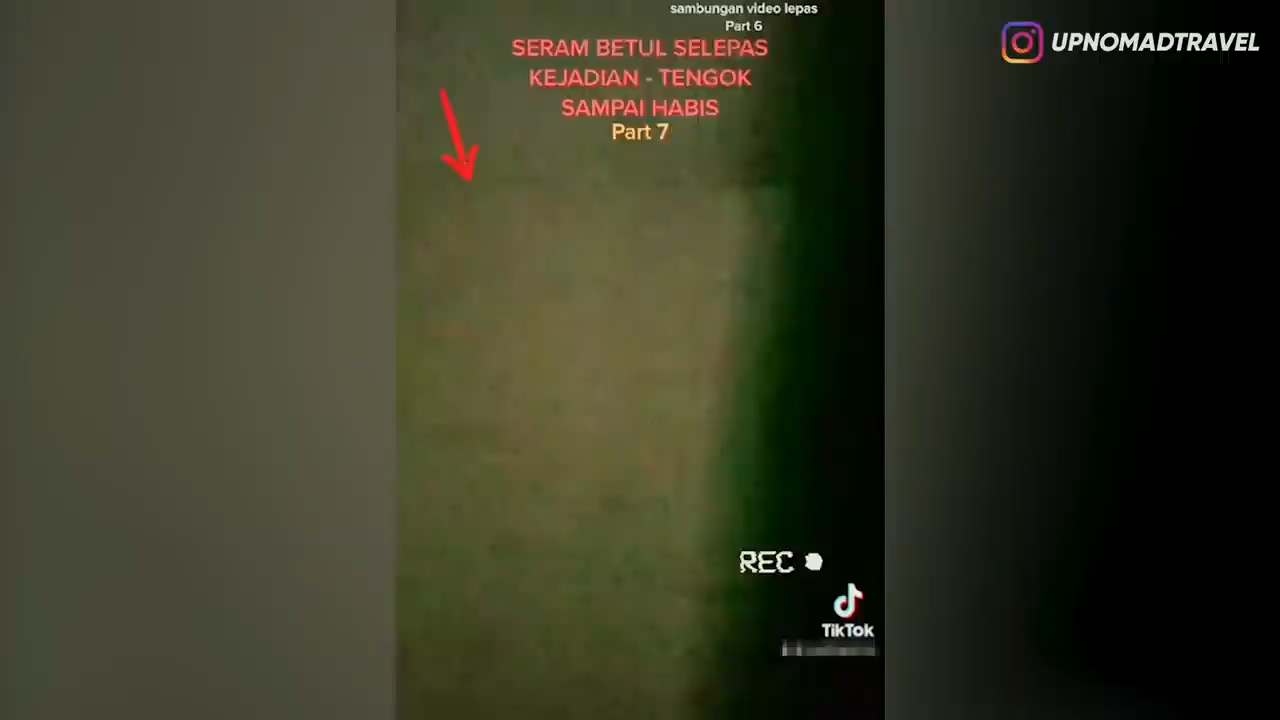 sambungan video lepas
Part 6
SERAM BETUL SELEPAS
KEJADIAN - TENGOK
SAMPAI HABIS
Part 7
UPNOMADTRAVEL
REC
TikTok